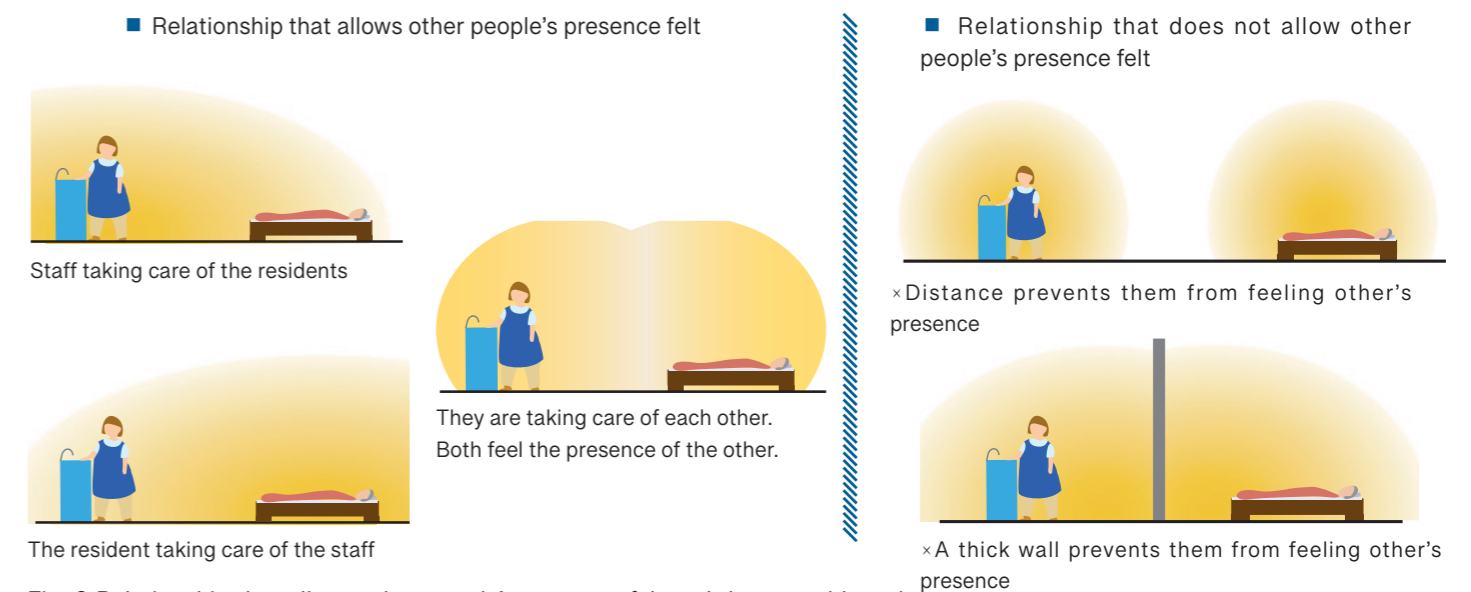 ■ Relationship that allows other people's presence felt
Staff taking care of the residents
The resident taking care of the staff
They are taking care of each other.
Both feel the presence of the other.
■ Relationship that does not allow other
people's presence felt
×Distance prevents them from feeling other's
presence
×A thick wall prevents them from feeling other's
presence